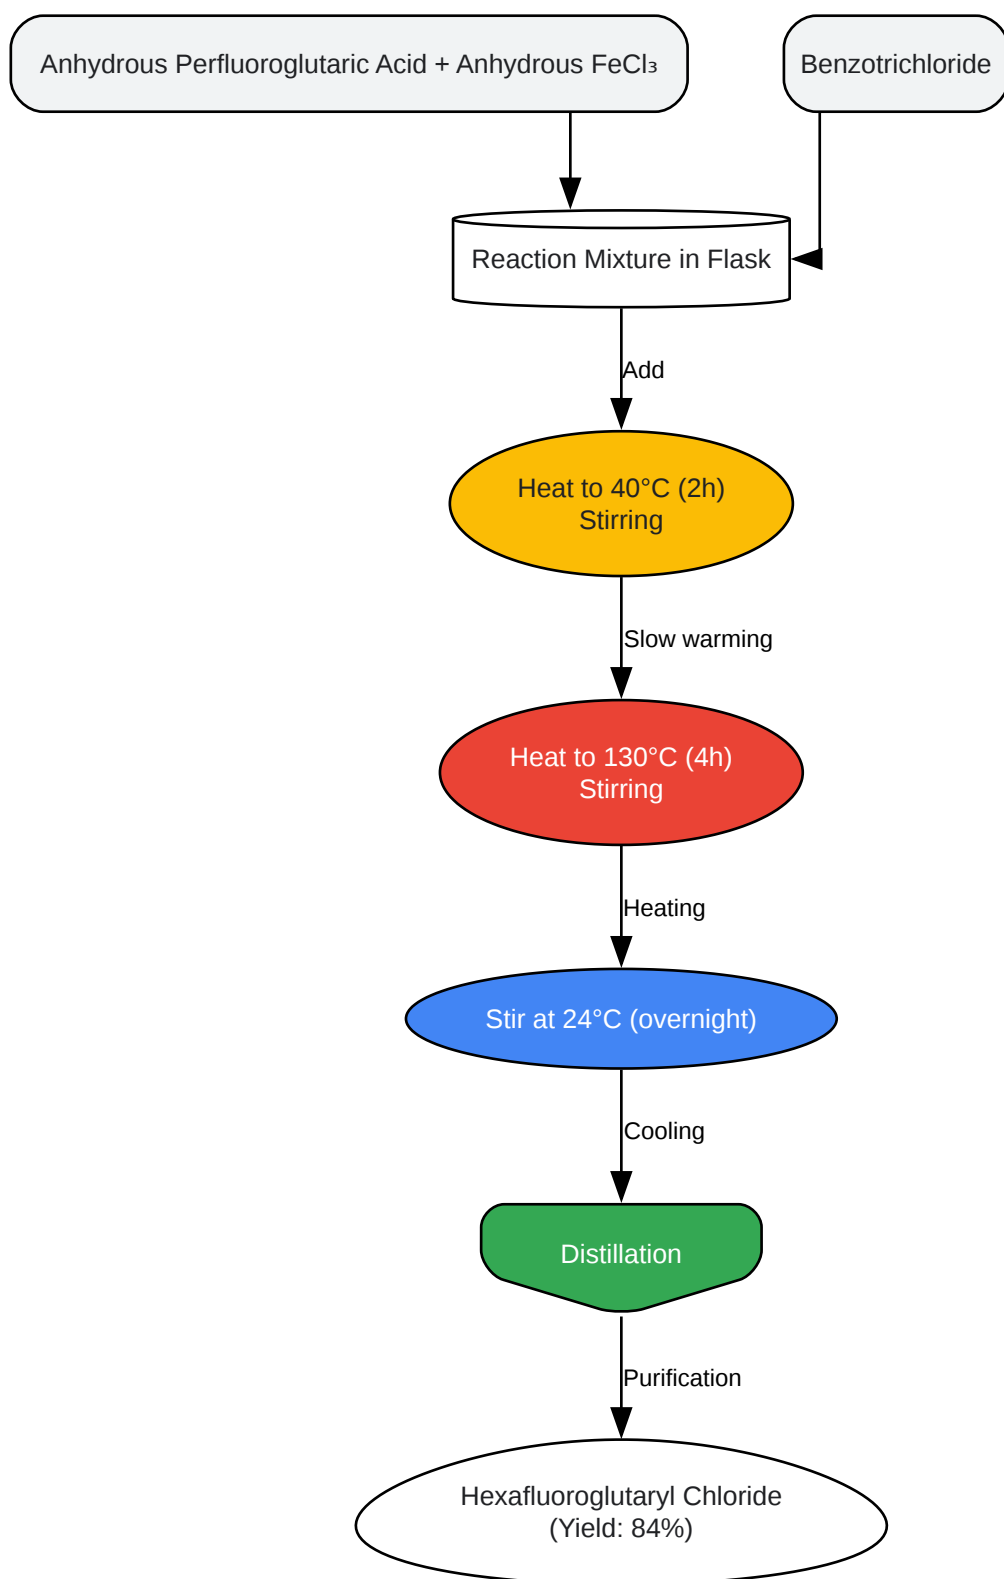 Anhydrous Perfluoroglutaric Acid + Anhydrous FeCl₃
Benzotrichloride
Reaction Mixture in Flask
Add
Heat to 40°C (2h)
Stirring
Slow warming
Heat to 130°C (4h)
Stirring
Heating
Stir at 24°C (overnight)
Cooling
Distillation
Purification
Hexafluoroglutaryl Chloride
(Yield: 84%)